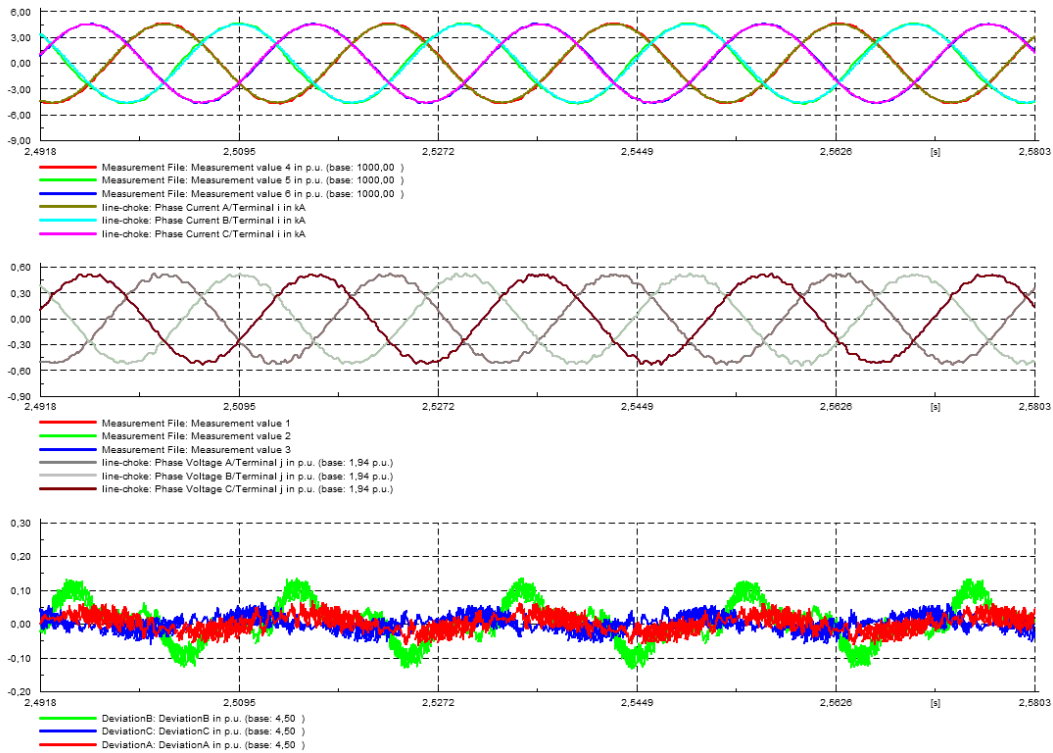 6,00
3,00
0,00
-3,00
-6,00
-9,00
2,4918 2,5095 2,5272 2,5449 2,5626 [s] 2,5803
Measurement File: Measurement value 4 in p.u. (base: 1000,00 )
Measurement File: Measurement value 5 in p.u. (base: 1000,00 )
Measurement File: Measurement value 6 in p.u. (base: 1000,00 )
line-choke: Phase Current A/Terminal i in kA
line-choke: Phase Current B/Terminal i in kA
line-choke: Phase Current C/Terminal i in kA
0,60
0,30
0,00
-0,30
-0,60
-0,90
2,4918 2,5095 2,5272 2,5449 2,5626 [s] 2,5803
Measurement File: Measurement value 1
Measurement File: Measurement value 2
Measurement File: Measurement value 3
line-choke: Phase Voltage A/Terminal j in p.u. (base: 1,94 p.u.)
line-choke: Phase Voltage B/Terminal j in p.u. (base: 1,94 p.u.)
line-choke: Phase Voltage C/Terminal j in p.u. (base: 1,94 p.u.)
0,30
0,20
0,10
0,00
-0,10
-0,20
2,4918 2,5095 2,5272 2,5449 2,5626 [s] 2,5803
DeviationB: DeviationB in p.u. (base: 4,50 )
DeviationC: DeviationC in p.u. (base: 4,50 )
DeviationA: DeviationA in p.u. (base: 4,50 )